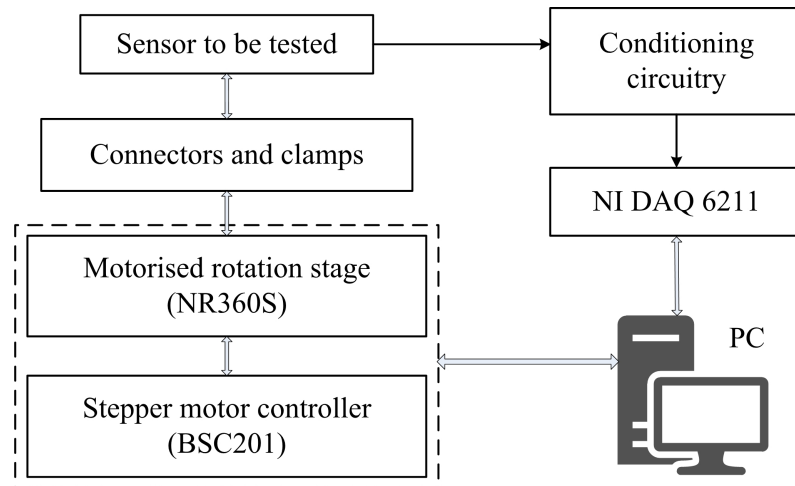 Sensor to be tested
Conditioning
circuitry
Connectors and clamps
NI DAQ 6211
Motorised rotation stage
(NR360S)
PC
Stepper motor controller
(BSC201)